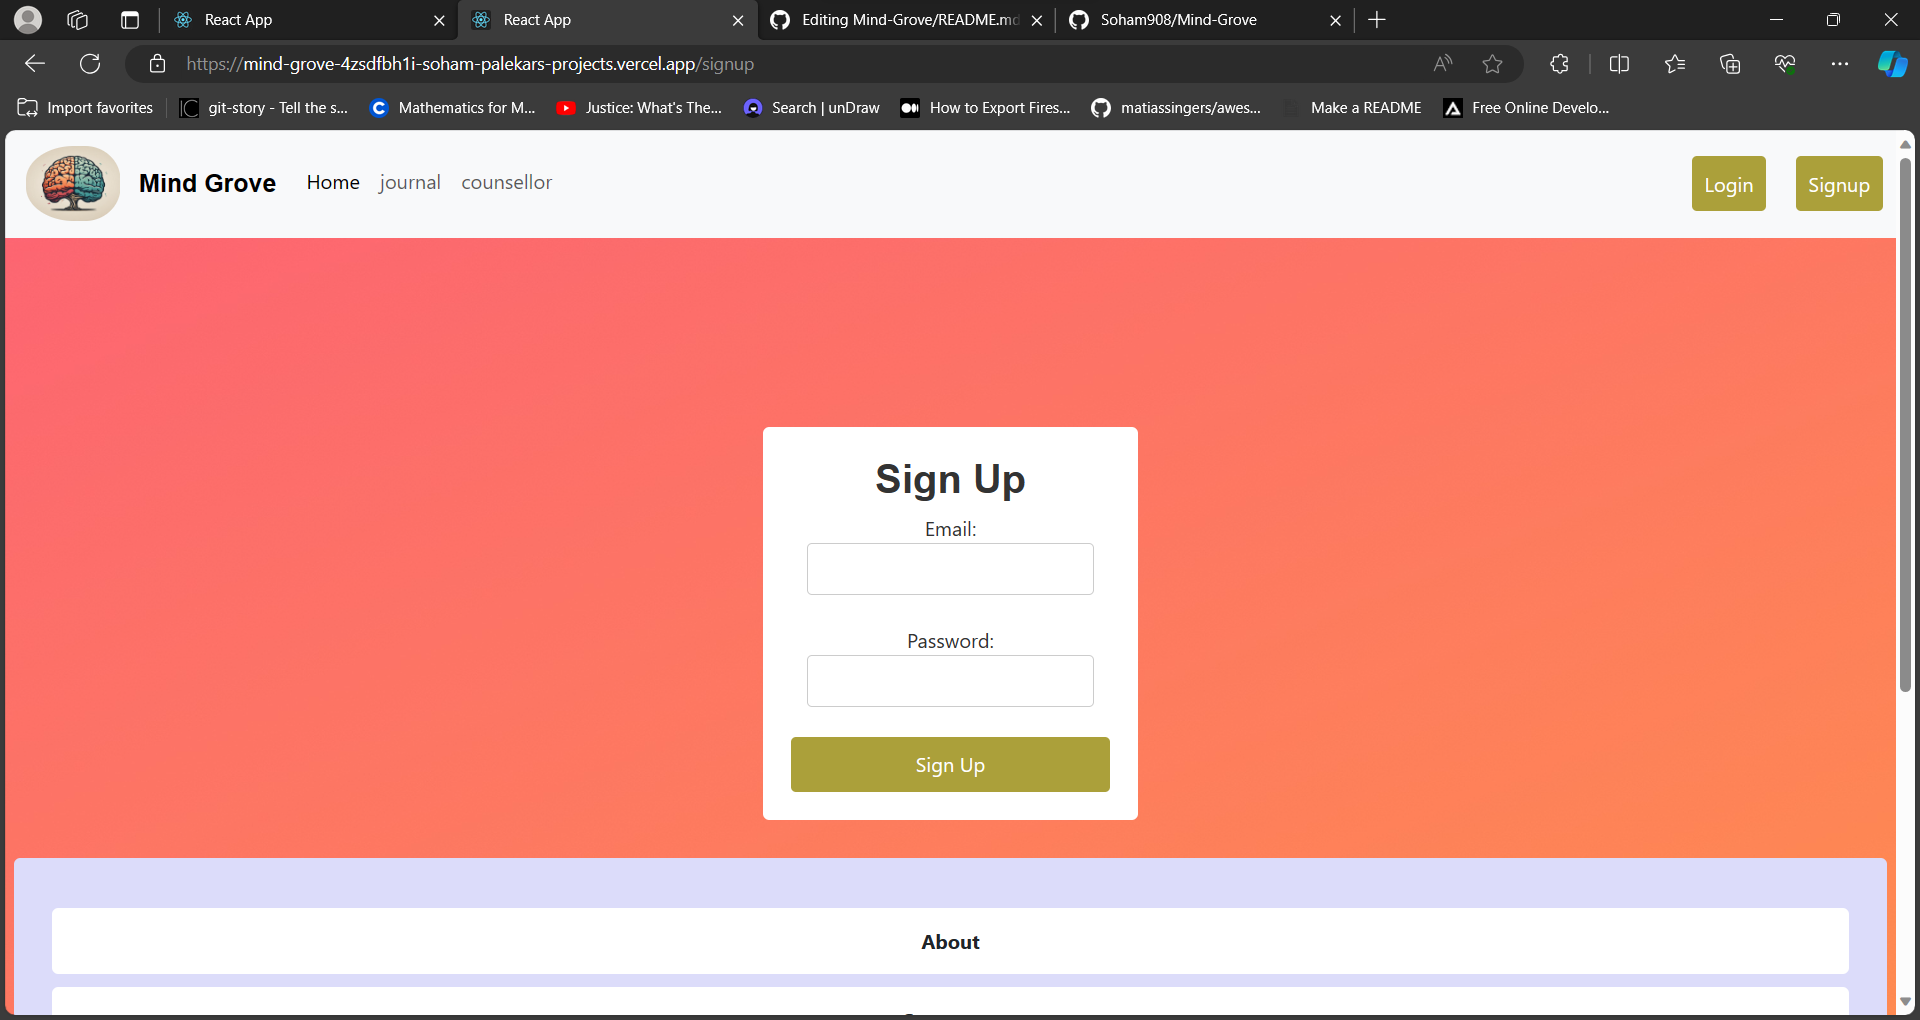 React App
React App
Editing Mind-Grove/README.md
Soham908/Mind-Grove
https://mind-grove-4zsdfbh1i-soham-palekars-projects.vercel.app/signup
Import favorites
git-story - Tell the s...
Mathematics for M...
Justice: What's The...
Search | unDraw
How to Export Fires...
matiassingers/awes...
Make a README
Free Online Develo...
Mind Grove
Home
journal
counsellor
Login
Signup
Sign Up
Email:
Password:
Sign Up
About